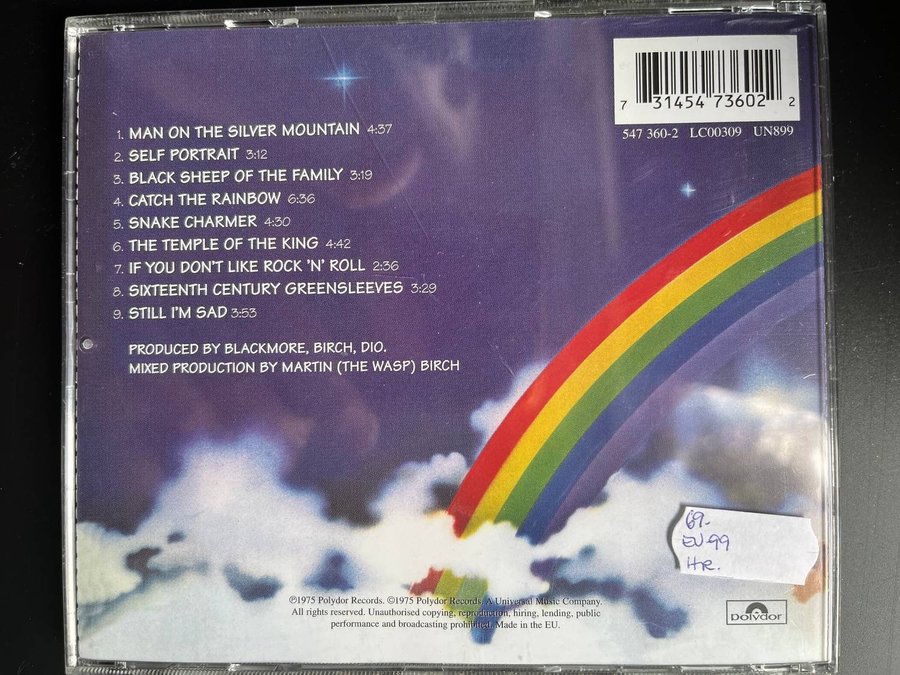 7 31454 73602 2
547 360-2 LC00309 UN899
1. MAN ON THE SILVER MOUNTAIN 4:37
2. SELF PORTRAIT 3:12
3. BLACK SHEEP OF THE FAMILY 3:19
4. CATCH THE RAINBOW 6:36
5. SNAKE CHARMER 4:30
6. THE TEMPLE OF THE KING 4:42
7. IF YOU DON'T LIKE ROCK 'N' ROLL 2:36
8. SIXTEENTH CENTURY GREENSLEEVES 3:29
9. STILL I'M SAD 3:53
PRODUCED BY BLACKMORE, BIRCH, DIO.
MIXED PRODUCTION BY MARTIN (THE WASP) BIRCH
69.-
EU-99
℗1975 Polydor Records. ©1975 Polydor Records. A Universal Music Company.
All rights reserved. Unauthorised copying, reproduction, hiring, lending, public
performance and broadcasting prohibited. Made in the EU.
Polydor